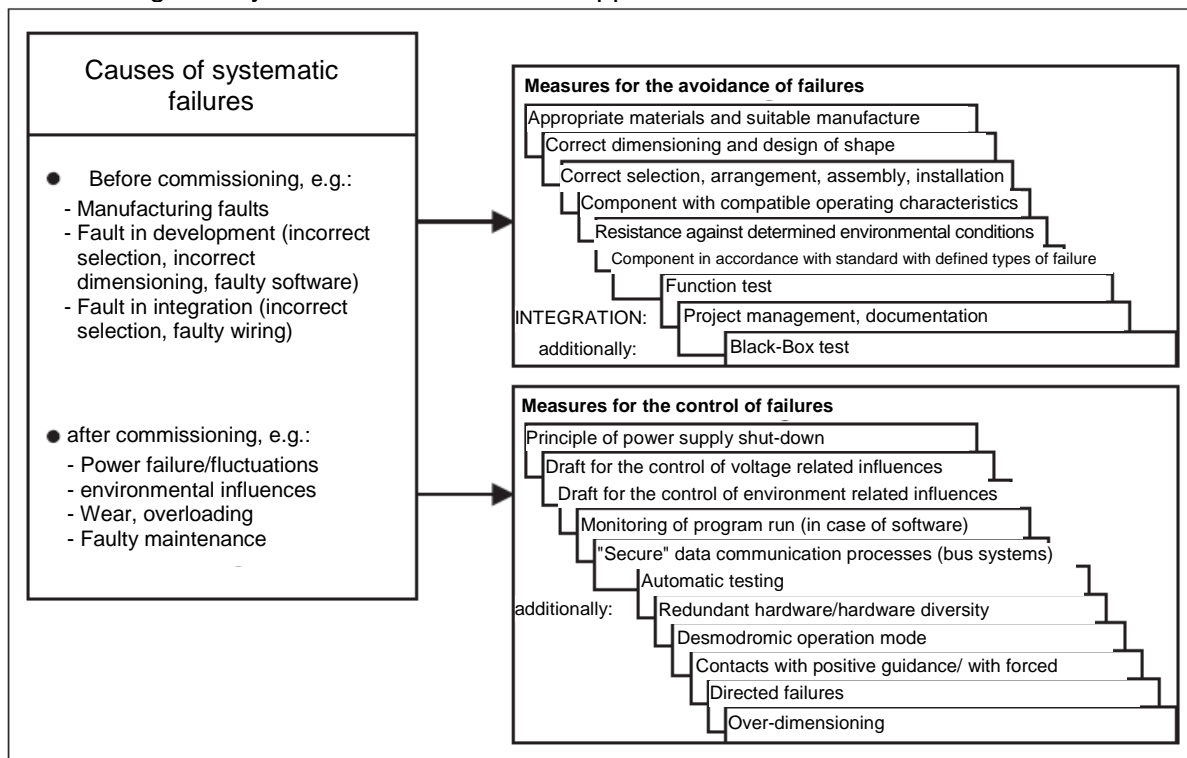 Causes of systematic
failures
Before commissioning, e.g.:
- Manufacturing faults
- Fault in development (incorrect
selection, incorrect
dimensioning, faulty software)
- Fault in integration (incorrect
selection, faulty wiring)
after commissioning, e.g.:
- Power failure/fluctuations
- environmental influences
- Wear, overloading
- Faulty maintenance
Measures for the avoidance of failures
Appropriate materials and suitable manufacture
Correct dimensioning and design of shape
Correct selection, arrangement, assembly, installation
Component with compatible operating characteristics
Resistance against determined environmental conditions
Component in accordance with standard with defined types of failure
Function test
INTEGRATION: Project management, documentation
additionally: Black-Box test
Measures for the control of failures
Principle of power supply shut-down
Draft for the control of voltage related influences
Draft for the control of environment related influences
Monitoring of program run (in case of software)
"Secure" data communication processes (bus systems)
Automatic testing
additionally: Redundant hardware/hardware diversity
Desmodromic operation mode
Contacts with positive guidance/ with forced
Directed failures
Over-dimensioning